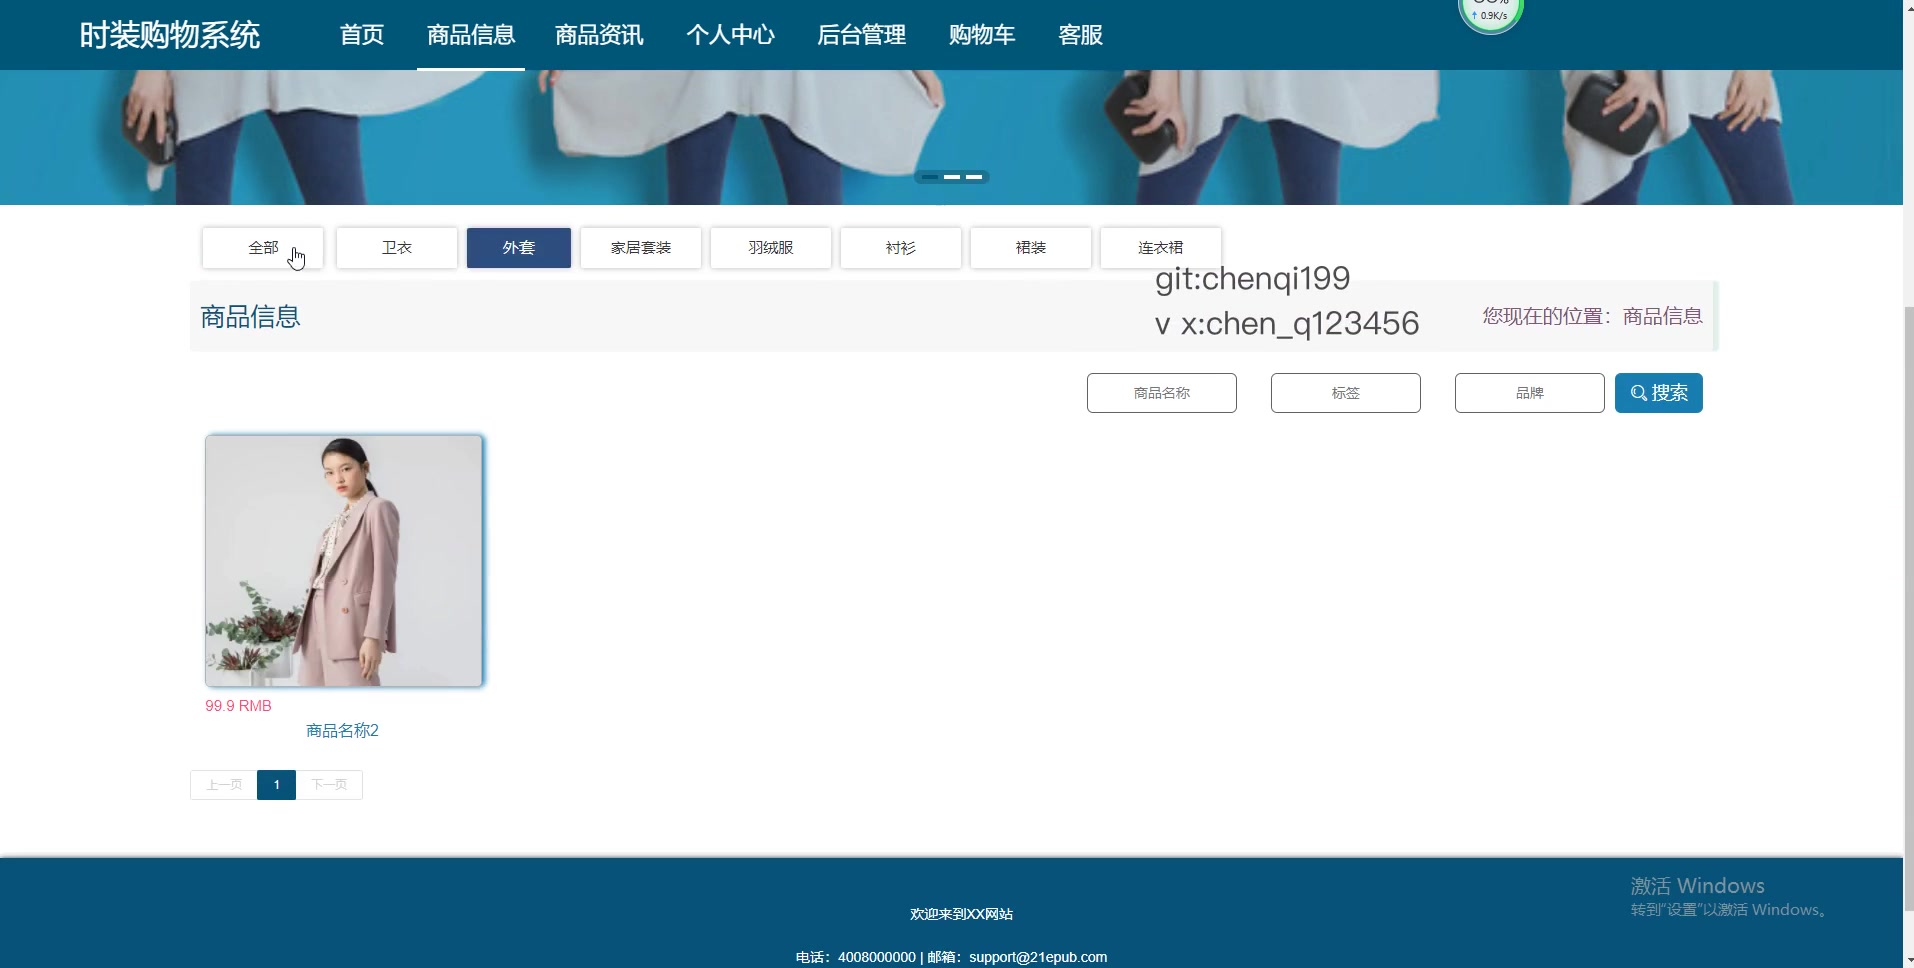 时装购物系统 首页 商品信息 商品资讯 个人中心 后台管理 购物车 客服
↑ 0.9K/s
全部 卫衣 外套 家居套装 羽绒服 衬衫 裙装 连衣裙
git:chenqi199
商品信息 v x:chen_q123456 您现在的位置：商品信息
商品名称 标签 品牌 搜索
99.9 RMB
商品名称2
上一页 1 下一页
激活 Windows
转到“设置”以激活 Windows。
欢迎来到XX网站
电话：4008000000 | 邮箱：support@21epub.com